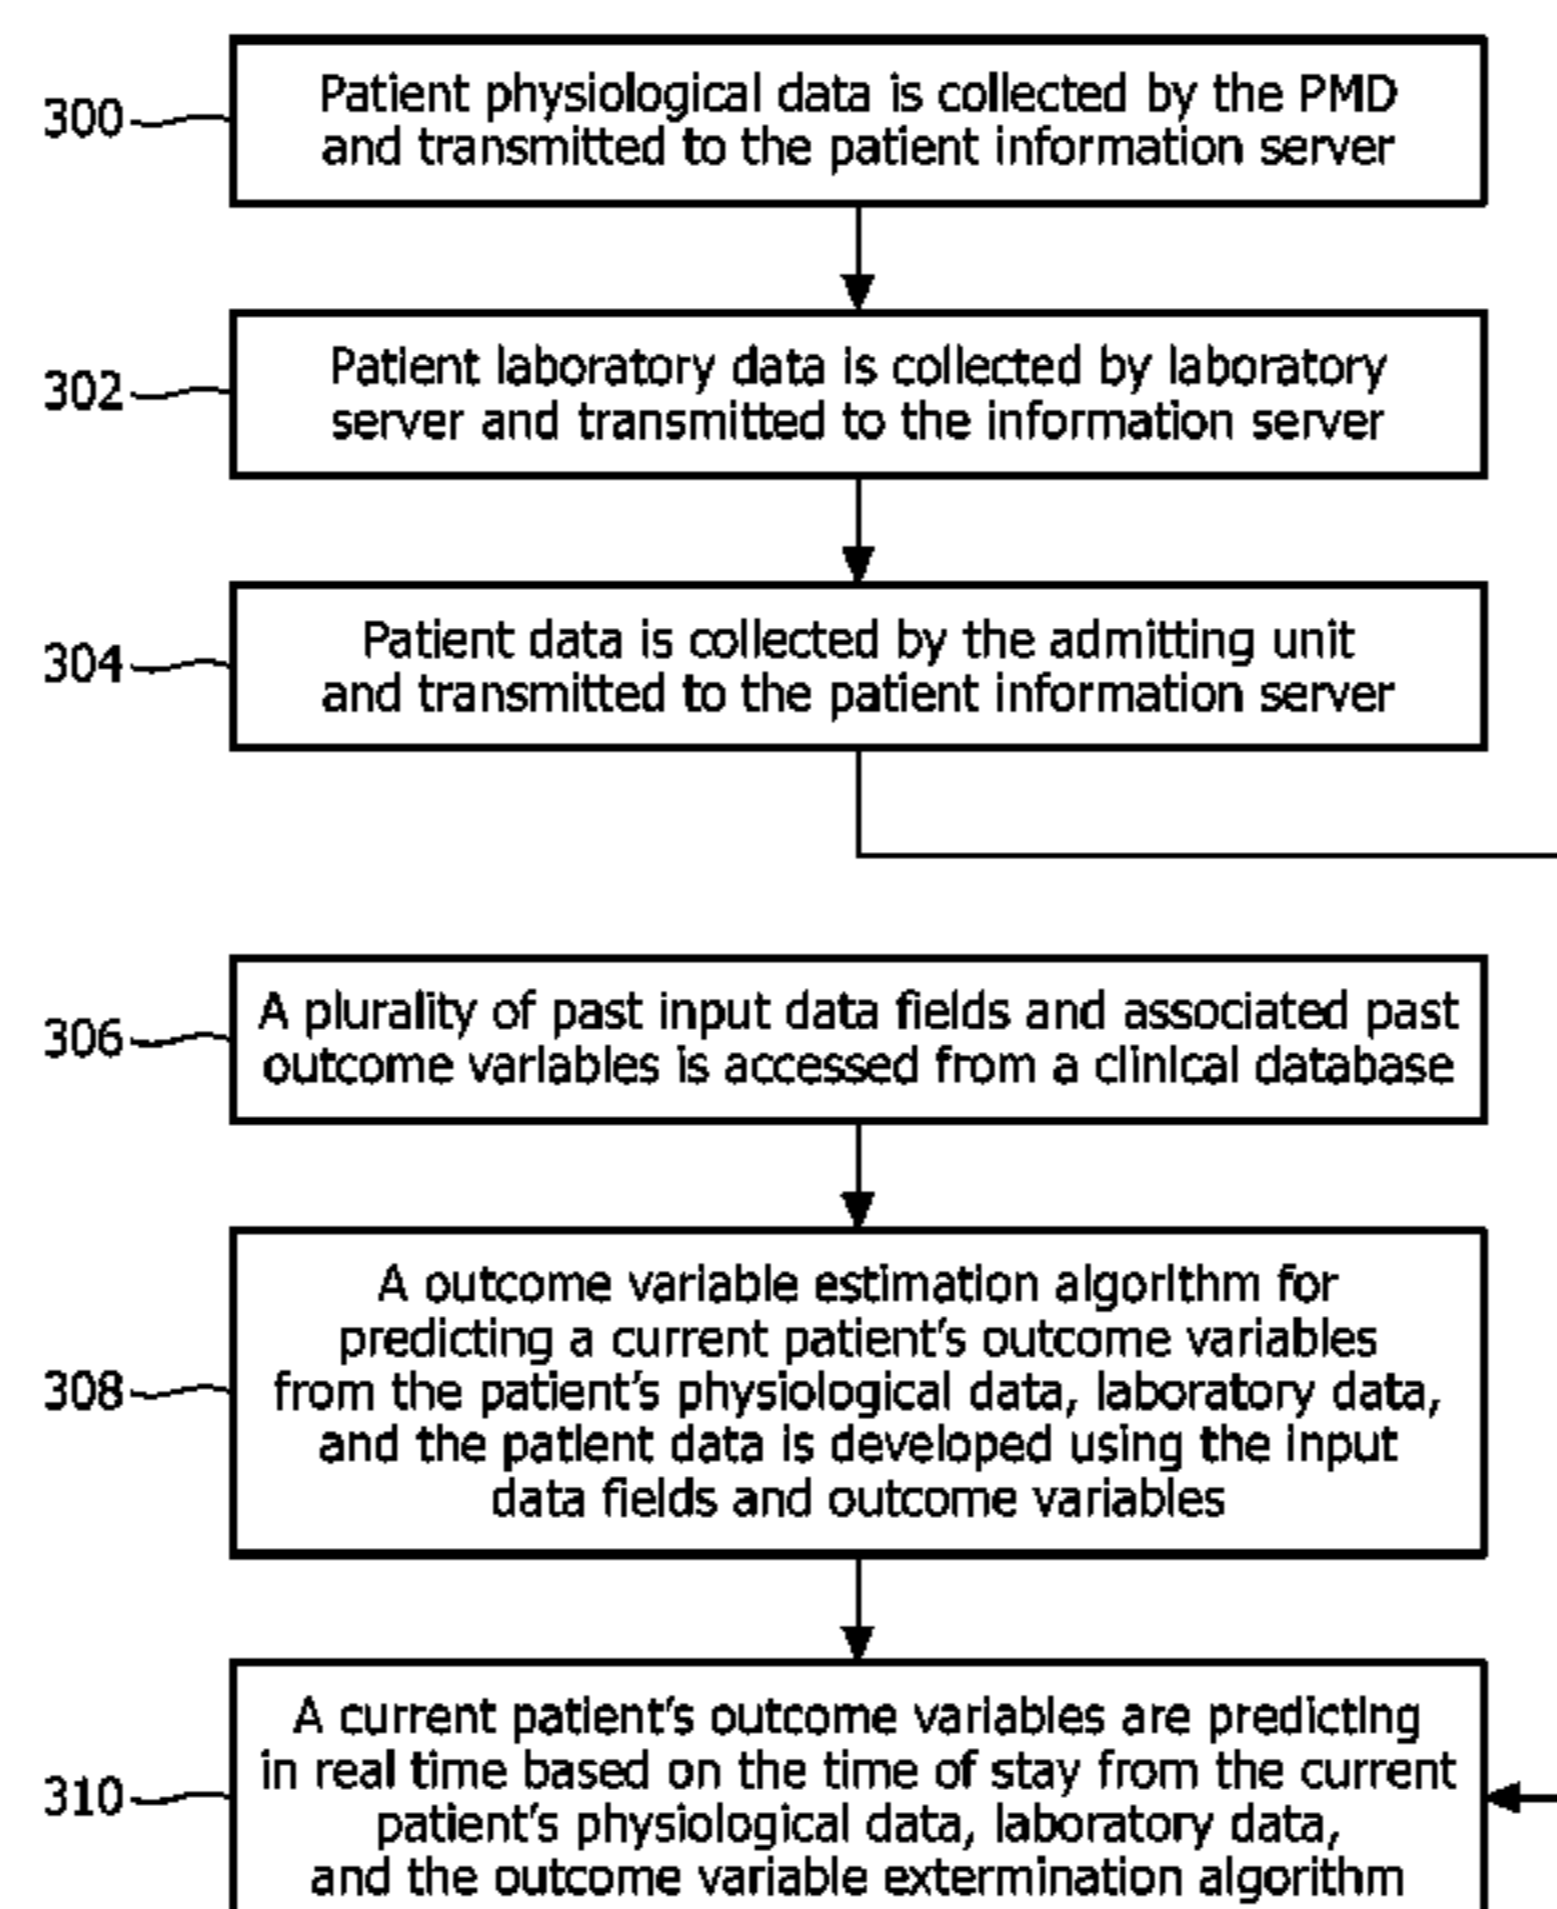 300
Patient physiological data is collected by the PMD
and transmitted to the patient information server
302
Patient laboratory data is collected by laboratory
server and transmitted to the information server
304
Patient data is collected by the admitting unit
and transmitted to the patient information server
306
A plurality of past input data fields and associated past
outcome variables is accessed from a clinical database
308
A outcome variable estimation algorithm for
predicting a current patient's outcome variables
from the patient's physiological data, laboratory data,
and the patient data is developed using the input
data fields and outcome variables
310
A current patient's outcome variables are predicting
in real time based on the time of stay from the current
patient's physiological data, laboratory data,
and the outcome variable extermination algorithm